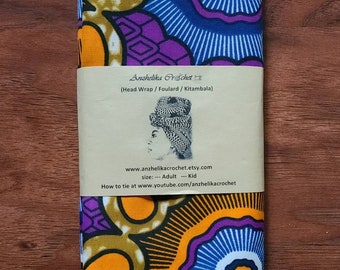 Anzhelika Crochet
(Head Wrap / Foulard / Kitambala)
www.anzhelikacrochet.etsy.com
size: --- Adult --- Kid
How to tie at www.youtube.com/anzhelikacrochet